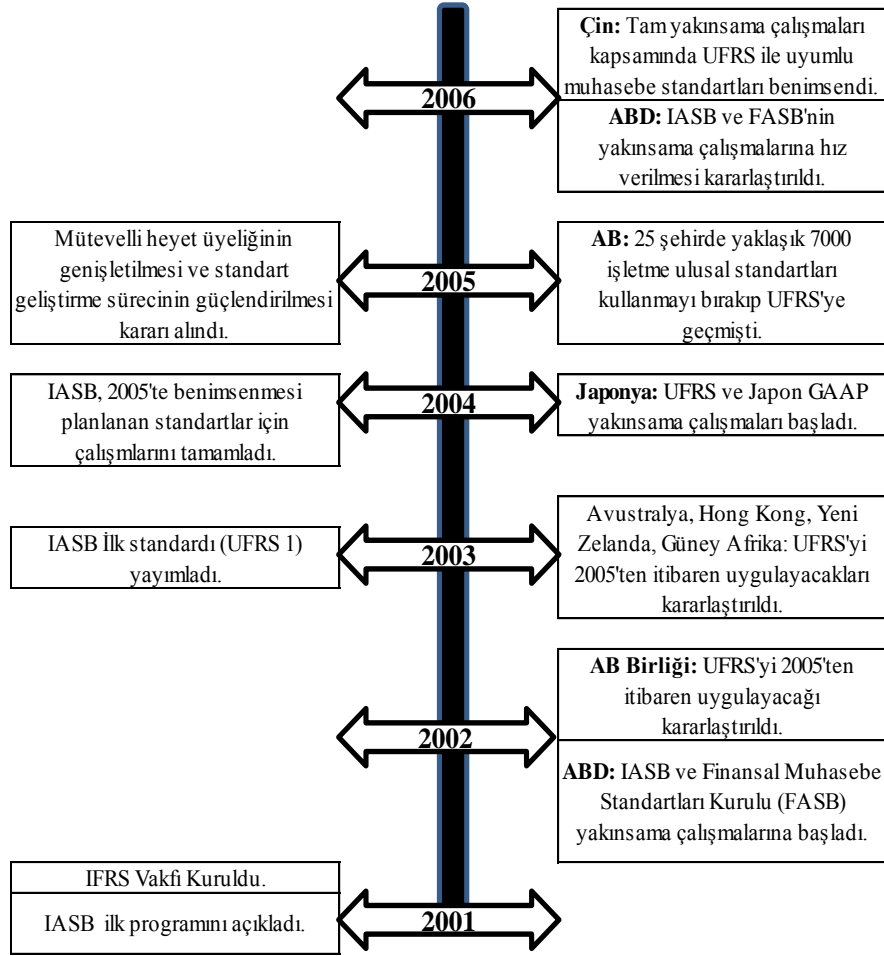 Çin: Tam yakınsama çalışmaları
kapsamında UFRS ile uyumlu
muhasebe standartları benimsendi.
2006
ABD: IASB ve FASB'nin
yakınsama çalışmalarına hız
verilmesi kararlaştırıldı.
Mütevelli heyet üyeliğinin
genişletilmesi ve standart
geliştirme sürecinin güçlendirilmesi
kararı alındı.
2005
AB: 25 şehirde yaklaşık 7000
işletme ulusal standartları
kullanmayı bırakıp UFRS'ye
geçmişti.
IASB, 2005'te benimsenmesi
planlanan standartlar için
çalışmlarını tamamladı.
2004
Japonya: UFRS ve Japon GAAP
yakınsama çalışmaları başladı.
IASB İlk standardı (UFRS 1)
yayımladı.
2003
Avustralya, Hong Kong, Yeni
Zelanda, Güney Afrika: UFRS'yi
2005'ten itibaren uygulayacakları
kararlaştırıldı.
AB Birliği: UFRS'yi 2005'ten
itibaren uygulayacağı
kararlaştırıldı.
2002
ABD: IASB ve Finansal Muhasebe
Standartları Kurulu (FASB)
yakınsama çalışmalarına başladı.
IFRS Vakfı Kuruldu.
IASB ilk programını açıkladı.
2001